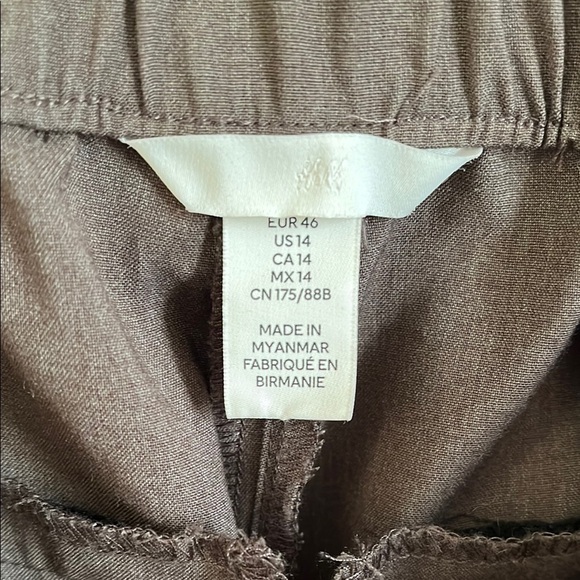 EUR 46
US 14
CA 14
MX 14
CN 175/88B
MADE IN
MYANMAR
FABRIQUÉ EN
BIRMANIE